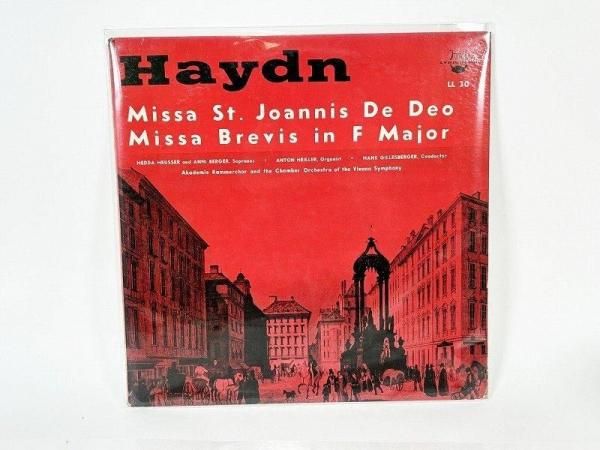 Haydn
LL 30
Missa St. Joannis De Deo
Missa Brevis in F Major
HEDDA HEUSSER and ANNI BERGER, Sopranos • ANTON HEILLER, Organist • HANS GILLESBERGER, Conductor
Akademie Kammerchor and the Chamber Orchestra of the Vienna Symphony